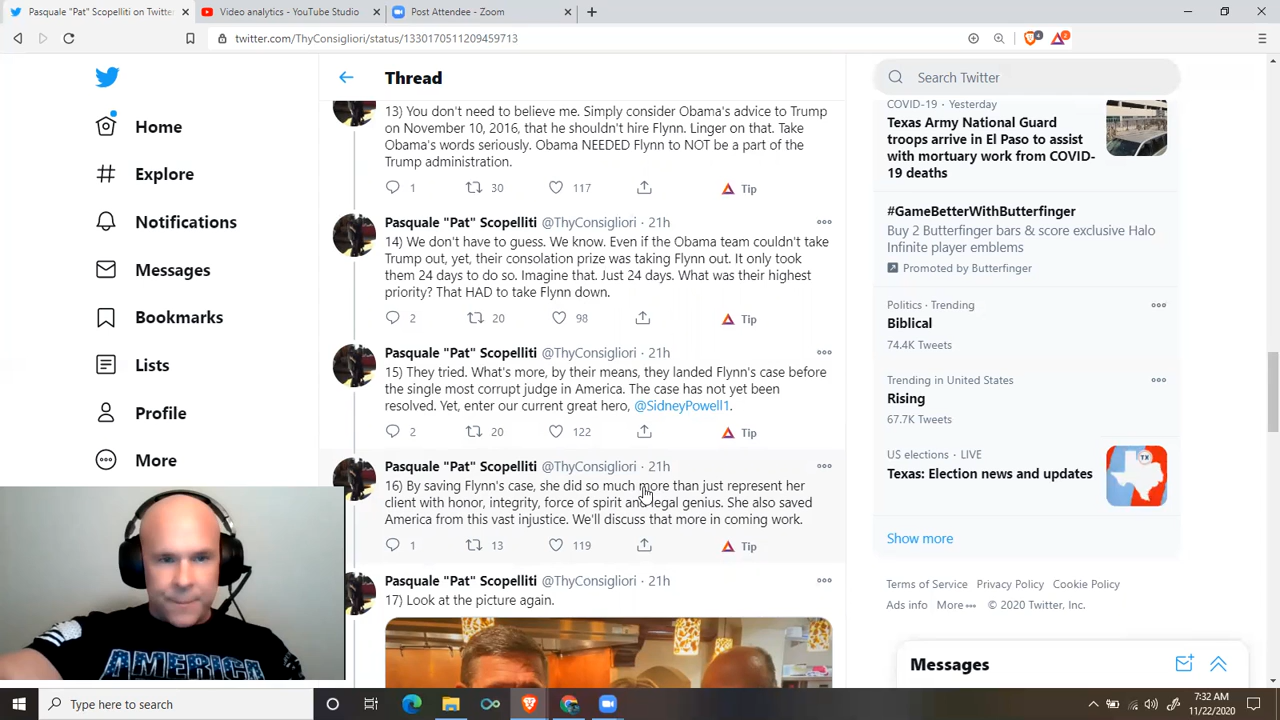 Pasquale "Pat" Scopelliti on Twitte
Video analytics - YouTube Studio
Post Attendee - Zoom
twitter.com/ThyConsigliori/status/1330170511209459713
4
2
Home
Explore
Notifications
Messages
Bookmarks
Lists
Profile
More
Thread
13) You don't need to believe me. Simply consider Obama's advice to Trump
on November 10, 2016, that he shouldn't hire Flynn. Linger on that. Take
Obama's words seriously. Obama NEEDED Flynn to NOT be a part of the
Trump administration.
1 30 117 Tip
Pasquale "Pat" Scopelliti @ThyConsigliori · 21h
14) We don't have to guess. We know. Even if the Obama team couldn't take
Trump out, yet, their consolation prize was taking Flynn out. It only took
them 24 days to do so. Imagine that. Just 24 days. What was their highest
priority? That HAD to take Flynn down.
2 20 98 Tip
Pasquale "Pat" Scopelliti @ThyConsigliori · 21h
15) They tried. What's more, by their means, they landed Flynn's case before
the single most corrupt judge in America. The case has not yet been
resolved. Yet, enter our current great hero, @SidneyPowell1.
2 20 122 Tip
Pasquale "Pat" Scopelliti @ThyConsigliori · 21h
16) By saving Flynn's case, she did so much more than just represent her
client with honor, integrity, force of spirit and legal genius. She also saved
America from this vast injustice. We'll discuss that more in coming work.
1 13 119 Tip
Pasquale "Pat" Scopelliti @ThyConsigliori · 21h
17) Look at the picture again.
Search Twitter
COVID-19 · Yesterday
Texas Army National Guard
troops arrive in El Paso to assist
with mortuary work from COVID-
19 deaths
#GameBetterWithButterfinger
Buy 2 Butterfinger bars & score exclusive Halo
Infinite player emblems
Promoted by Butterfinger
Politics · Trending
Biblical
74.4K Tweets
Trending in United States
Rising
67.7K Tweets
US elections · LIVE
Texas: Election news and updates
TX
Show more
Terms of Service Privacy Policy Cookie Policy
Ads info More © 2020 Twitter, Inc.
Messages
AMERICA
Type here to search
7:32 AM
11/22/2020